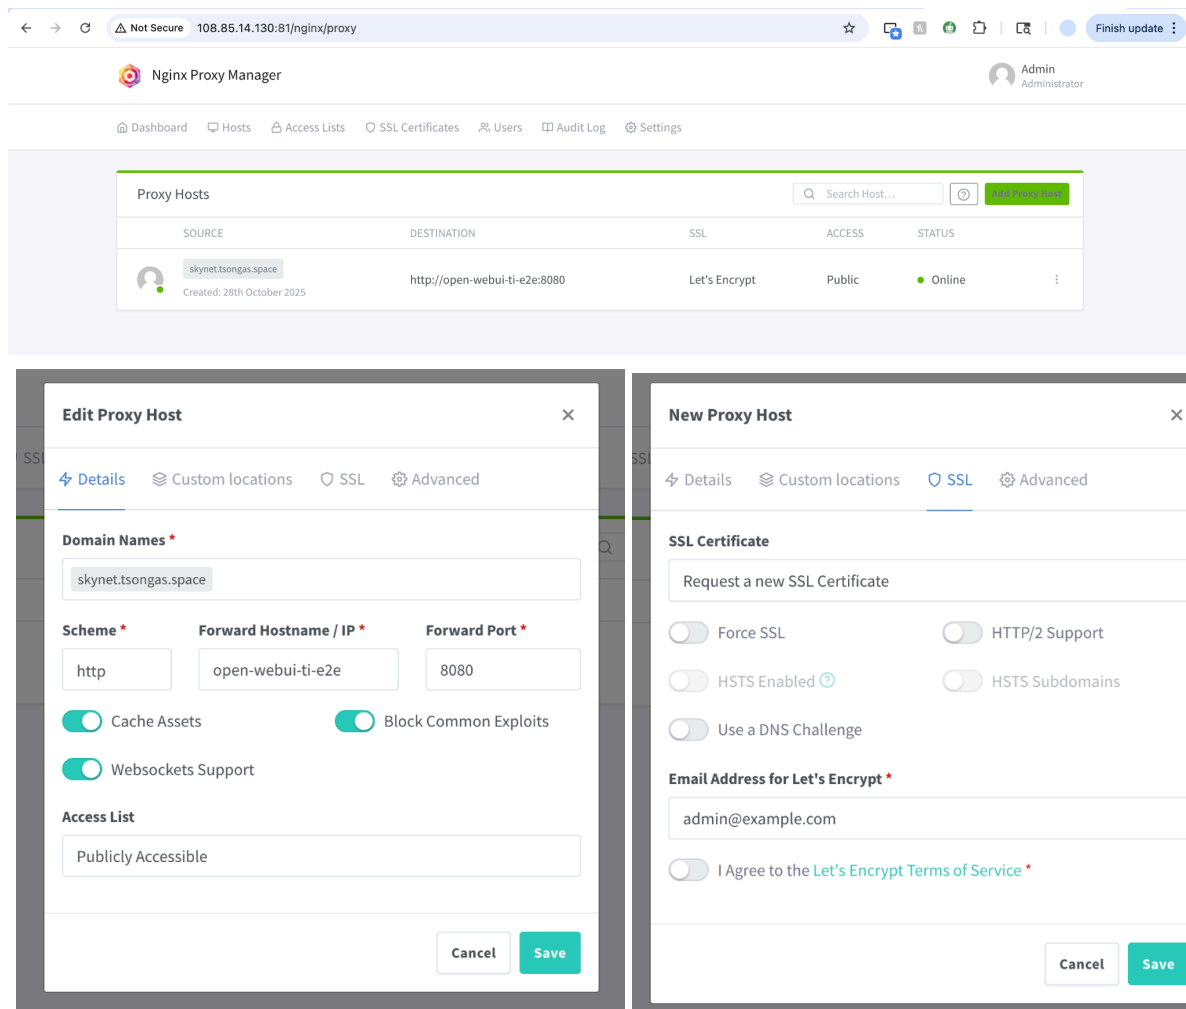 Not Secure 108.85.14.130:81/nginx/proxy
Finish update
Nginx Proxy Manager
Admin
Administrator
Dashboard Hosts Access Lists SSL Certificates Users Audit Log Settings
Proxy Hosts
Search Host...
Add Proxy Host
SOURCE DESTINATION SSL ACCESS STATUS
skynet.tsongas.space
Created: 28th October 2025
http://open-webui-ti-e2e:8080 Let's Encrypt Public Online
SSL
Edit Proxy Host
Details Custom locations SSL Advanced
Domain Names *
skynet.tsongas.space
Scheme * Forward Hostname / IP * Forward Port *
http open-webui-ti-e2e 8080
Cache Assets Block Common Exploits
Websockets Support
Access List
Publicly Accessible
Cancel Save
SSL
New Proxy Host
Details Custom locations SSL Advanced
SSL Certificate
Request a new SSL Certificate
Force SSL HTTP/2 Support
HSTS Enabled HSTS Subdomains
Use a DNS Challenge
Email Address for Let's Encrypt *
admin@example.com
I Agree to the Let's Encrypt Terms of Service *
Cancel Save